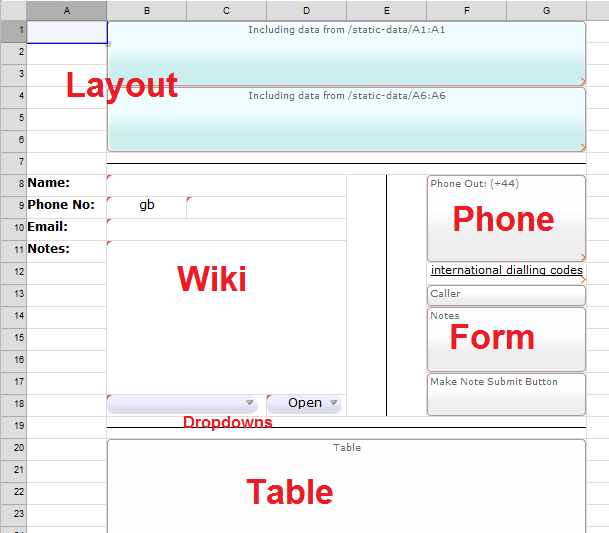 A B C D E F G
1 Including data from /static-data/A1:A1
2
3
Layout
4 Including data from /static-data/A6:A6
5
6
7
8 Name: Phone Out: (+44)
9 Phone No: gb
Phone
10 Email:
11 Notes:
Wiki
12 international dialling codes
13 Caller
14 Notes
15
Form
16
17 Make Note Submit Button
18 Open
19 Dropdowns
20 Table
21
22 Table
23